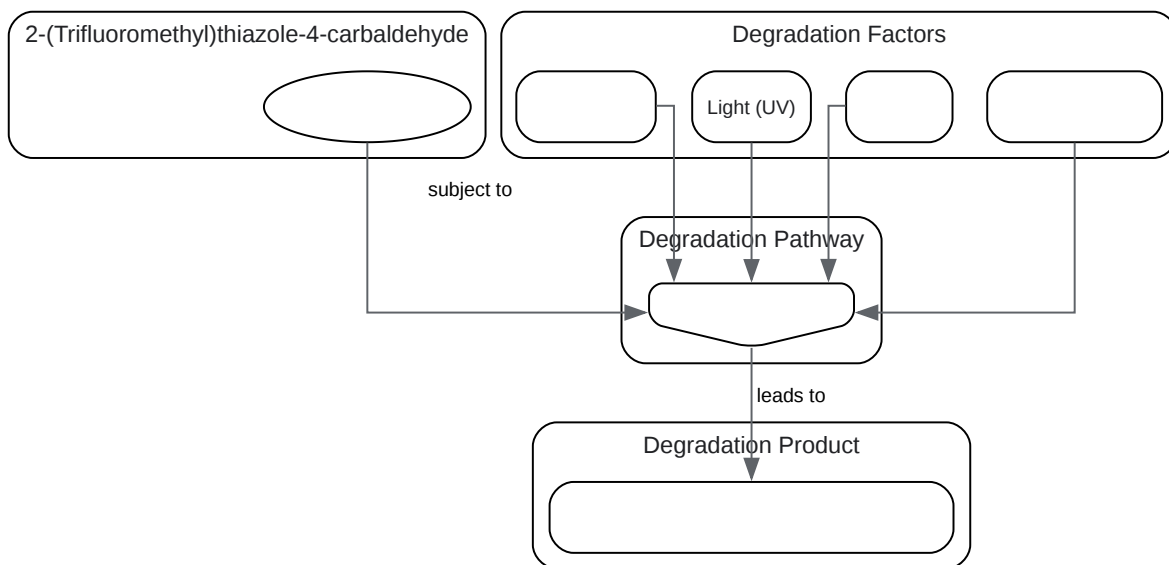 2-(Trifluoromethyl)thiazole-4-carbaldehyde
Degradation Factors
Light (UV)
subject to
Degradation Pathway
leads to
Degradation Product